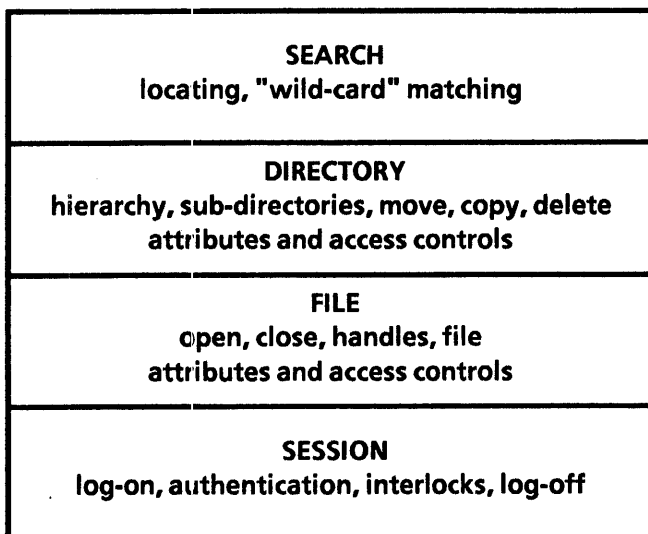 SEARCH
locating, "wild-card" matching
DIRECTORY
hierarchy, sub-directories, move, copy, delete
attributes and access controls
FILE
open, close, handles, file
attributes and access controls
SESSION
log-on, authentication, interlocks, log-off